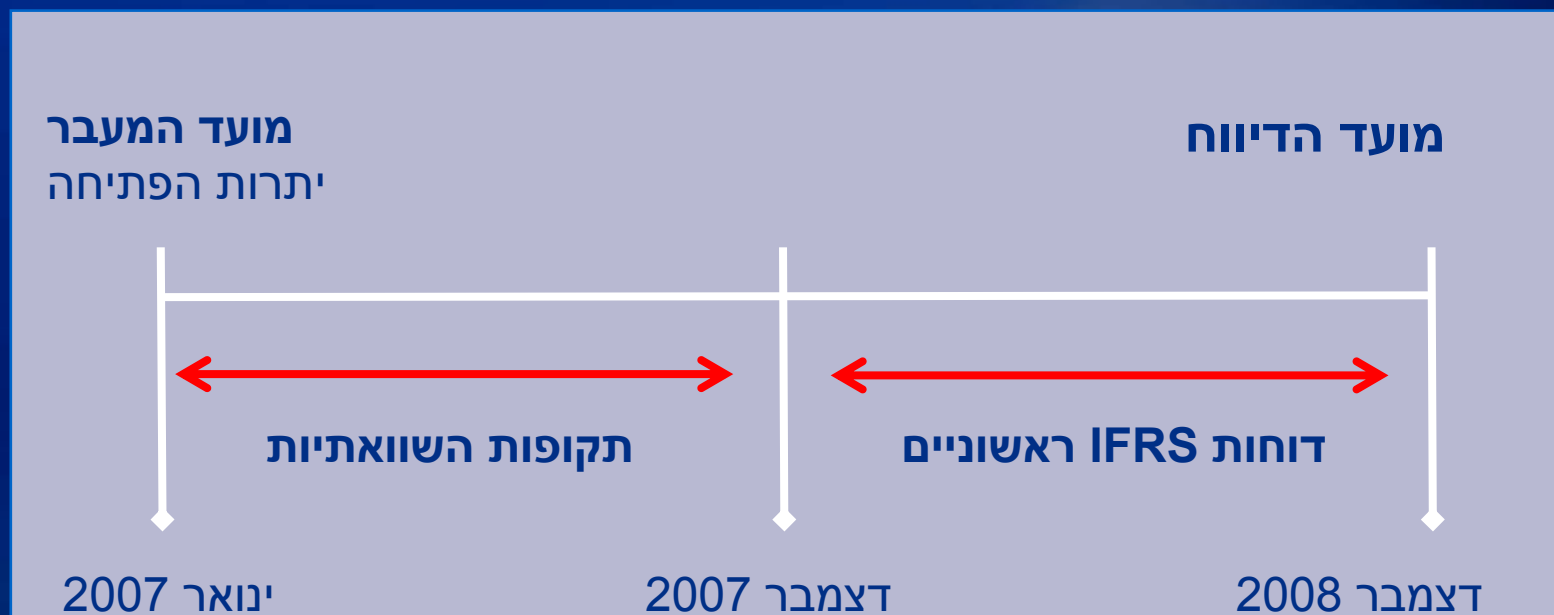 מועד המעבר
יתרות הפתיחה
מועד הדיווח
תקופות השוואתיות
דוחות IFRS ראשוניים
ינואר 2007
דצמבר 2007
דצמבר 2008